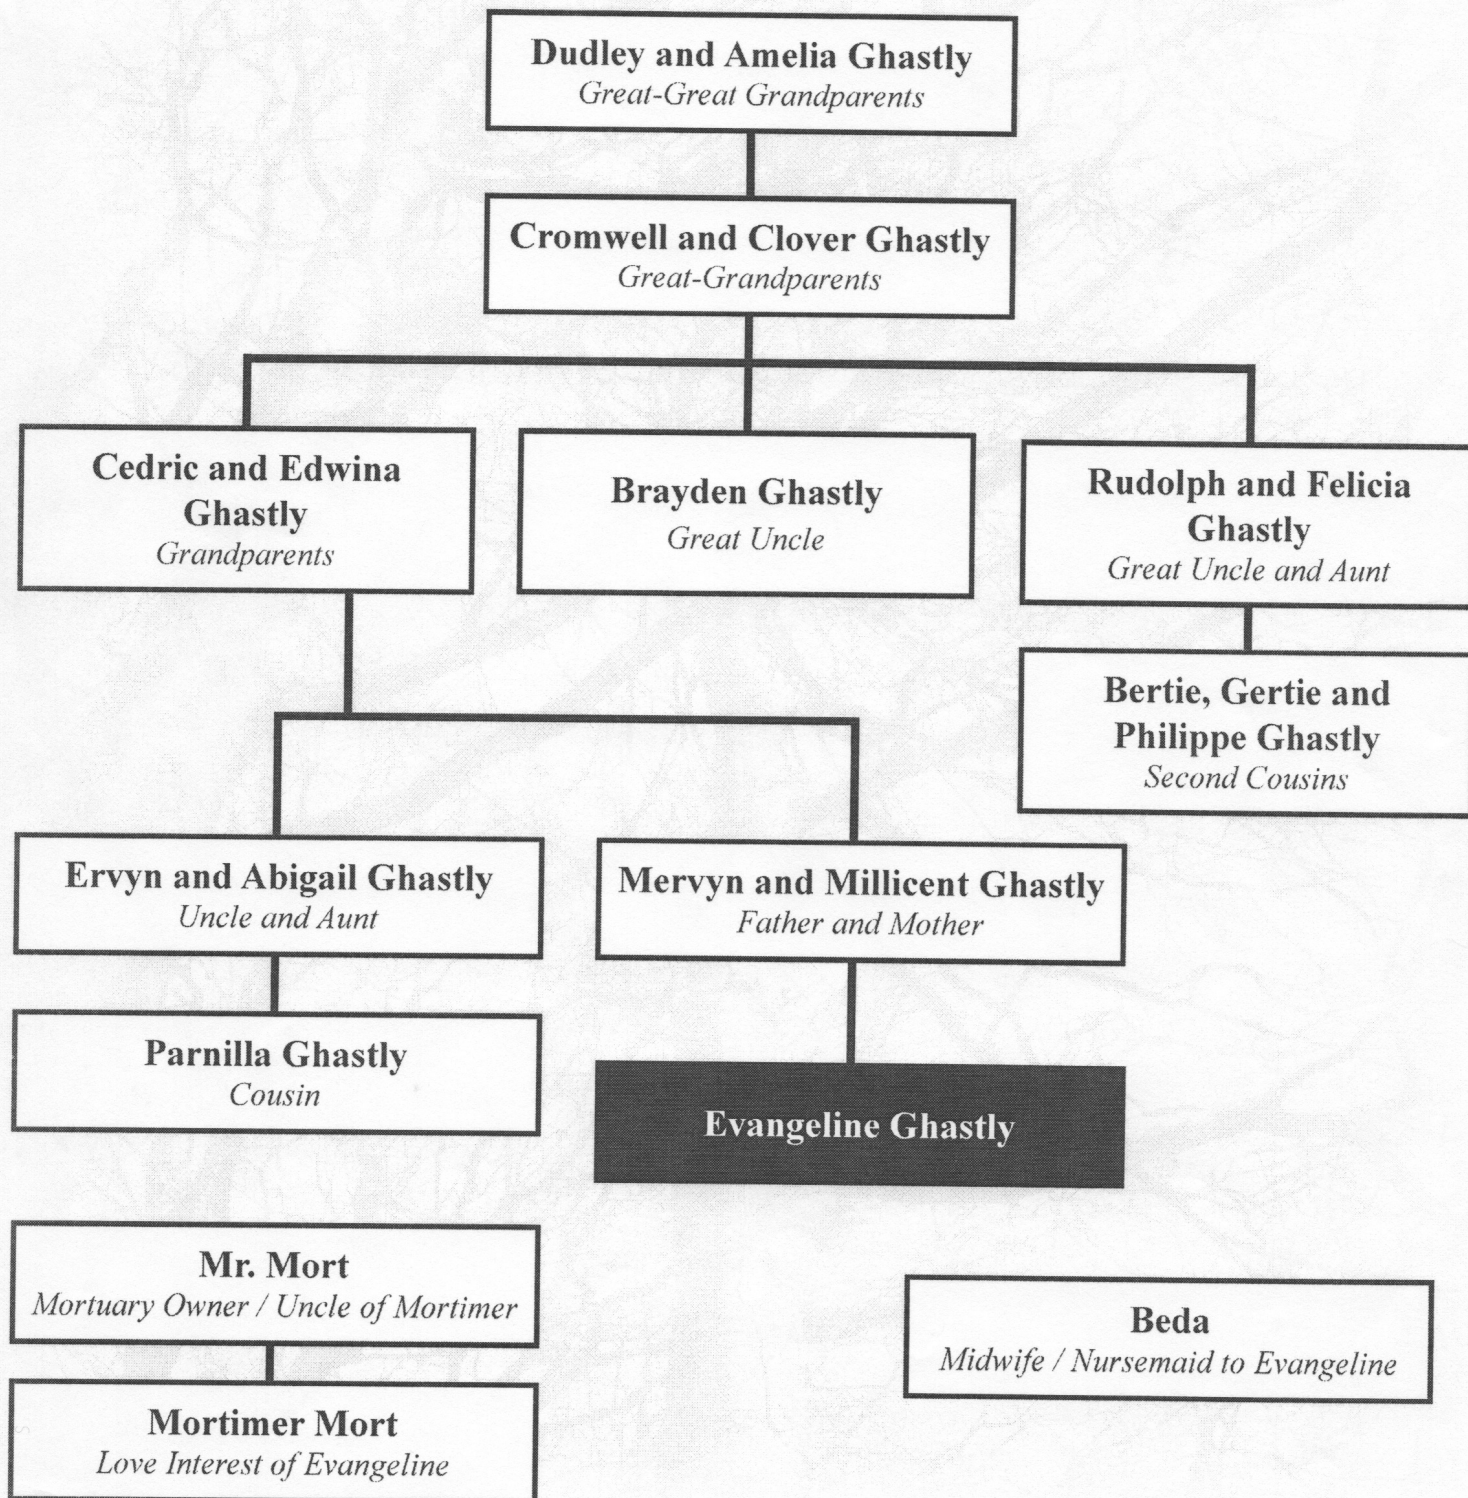 Dudley and Amelia Ghastly
Great-Great Grandparents
Cromwell and Clover Ghastly
Great-Grandparents
Cedric and Edwina
Ghastly
Grandparents
Brayden Ghastly
Great Uncle
Rudolph and Felicia
Ghastly
Great Uncle and Aunt
Bertie, Gertie and
Philippe Ghastly
Second Cousins
Ervyn and Abigail Ghastly
Uncle and Aunt
Mervyn and Millicent Ghastly
Father and Mother
Parnilla Ghastly
Cousin
Evangeline Ghastly
Mr. Mort
Mortuary Owner / Uncle of Mortimer
Beda
Midwife / Nursemaid to Evangeline
Mortimer Mort
Love Interest of Evangeline